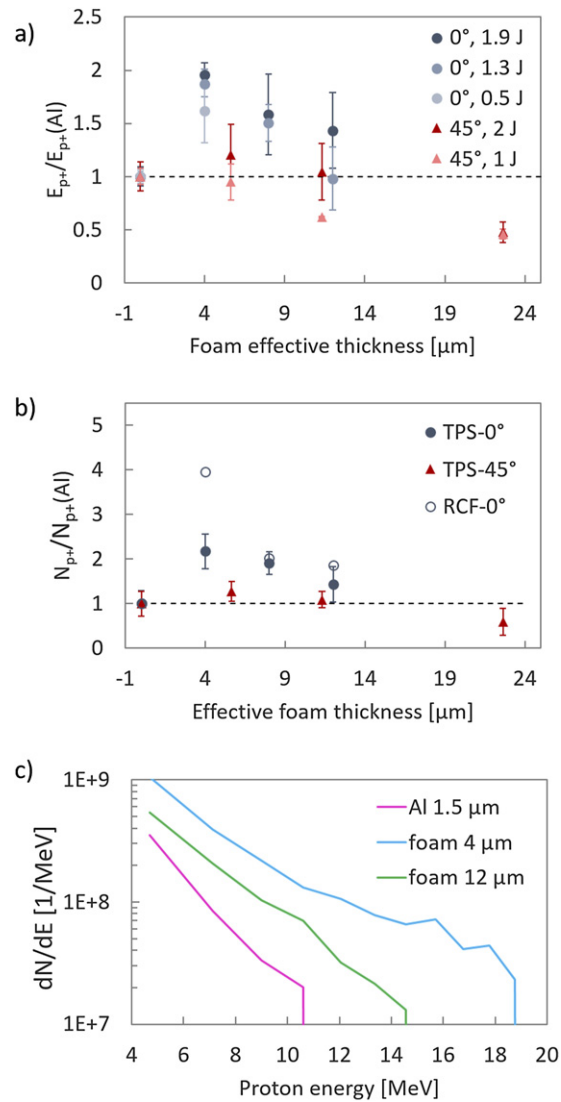 a)
2.5
2
1.5
1
0.5
0
Ep+/Ep+(Al)
0°, 1.9 J
0°, 1.3 J
0°, 0.5 J
45°, 2 J
45°, 1 J
-1 4 9 14 19 24
Foam effective thickness [µm]
b)
5
4
3
2
1
0
Np+/Np+(Al)
TPS-0°
TPS-45°
RCF-0°
-1 4 9 14 19 24
Effective foam thickness [µm]
c)
1E+9
1E+8
1E+7
dN/dE [1/MeV]
Al 1.5 µm
foam 4 µm
foam 12 µm
4 6 8 10 12 14 16 18 20
Proton energy [MeV]